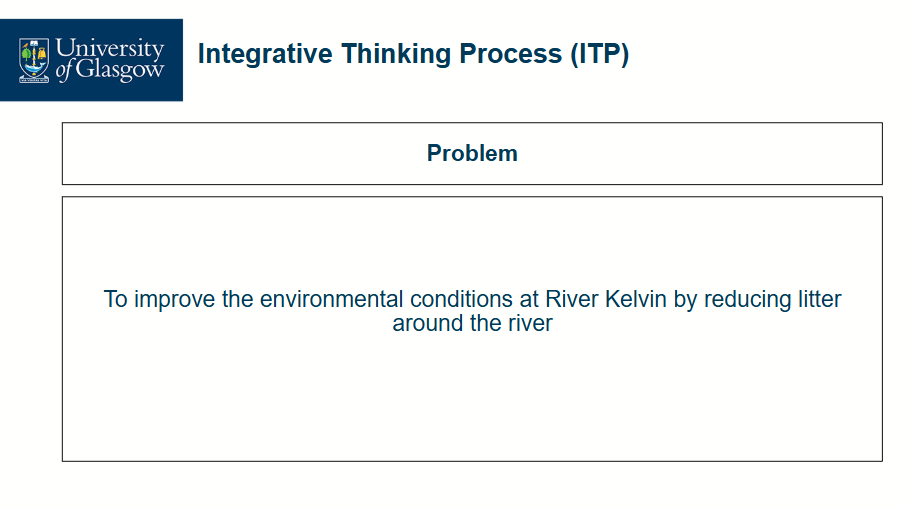 University
of Glasgow
Integrative Thinking Process (ITP)
Problem
To improve the environmental conditions at River Kelvin by reducing litter
around the river